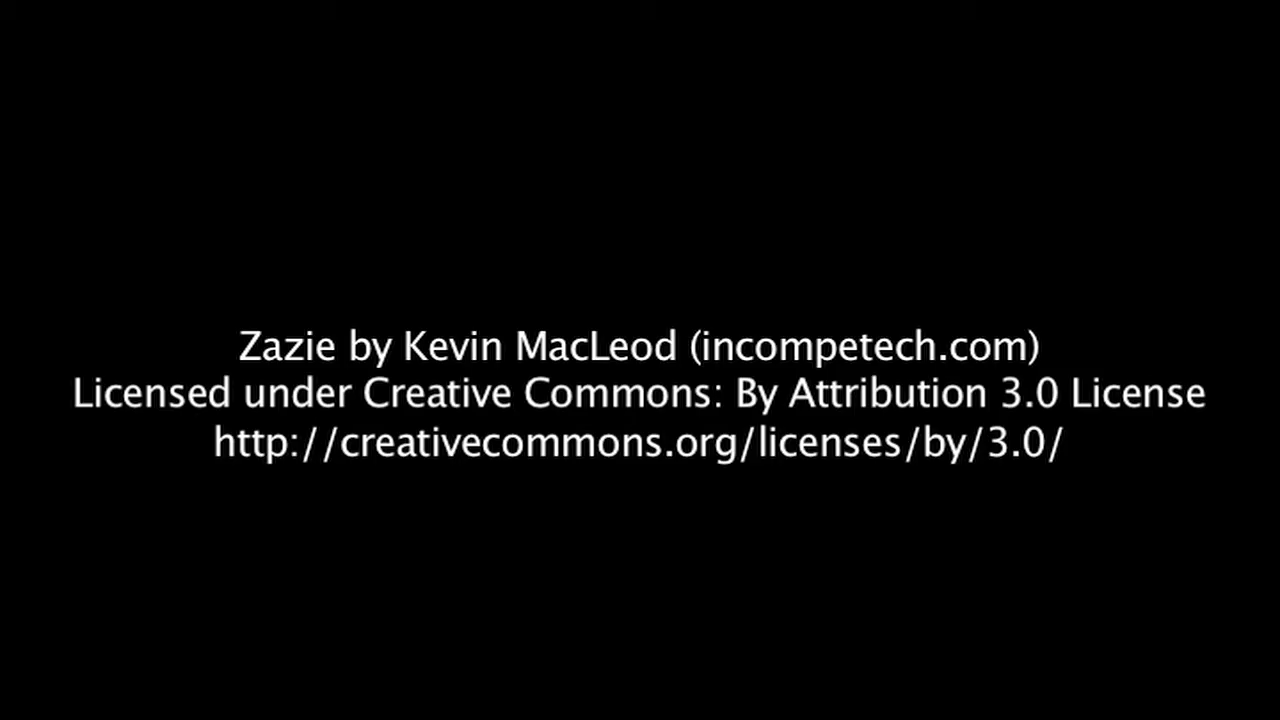 Zazie by Kevin MacLeod (incompetech.com)
Licensed under Creative Commons: By Attribution 3.0 License
http://creativecommons.org/licenses/by/3.0/